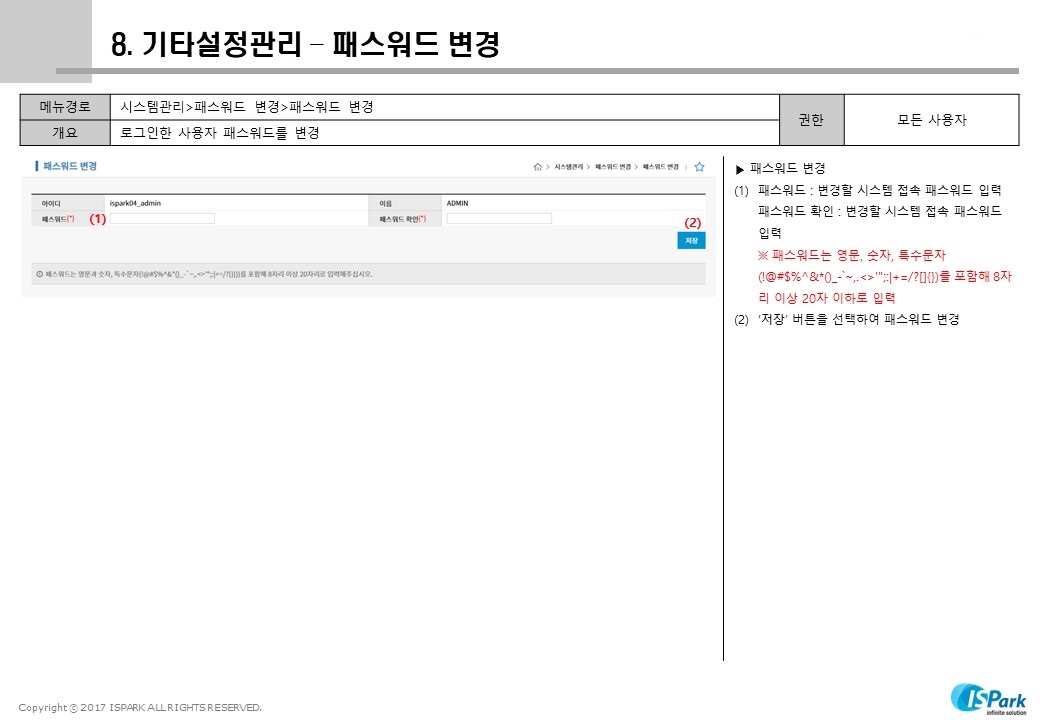 8. 기타설정관리 – 패스워드 변경
메뉴경로
시스템관리>패스워드 변경>패스워드 변경
권한
모든 사용자
개요
로그인한 사용자 패스워드를 변경
패스워드 변경
시스템관리 > 패스워드 변경 > 패스워드 변경
아이디
ispark04_admin
이름
ADMIN
패스워드(*)
(1)
패스워드 확인(*)
(2)
저장
패스워드는 영문과 숫자, 특수문자(!@#$%^&*()_-`~,.<>'";:|+=/?[]{})를 포함해 8자리 이상 20자리로 입력해주십시오.
▶ 패스워드 변경
(1) 패스워드 : 변경할 시스템 접속 패스워드 입력
패스워드 확인 : 변경할 시스템 접속 패스워드
입력
※ 패스워드는 영문, 숫자, 특수문자
(!@#$%^&*()_-`~,.<>'";:|+=/?[]{})를 포함해 8자
리 이상 20자 이하로 입력
(2) '저장' 버튼을 선택하여 패스워드 변경
Copyright ⓒ 2017 ISPARK ALL RIGHTS RESERVED.
ISPark
infinite solution